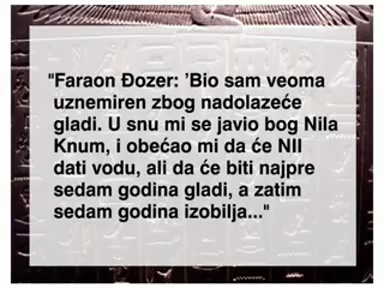 "Faraon Đozer: ’Bio sam veoma
uznemiren zbog nadolazeće
gladi. U snu mi se javio bog Nila
Knum, i obećao mi da će NIl
dati vodu, ali da će biti najpre
sedam godina gladi, a zatim
sedam godina izobilja..."